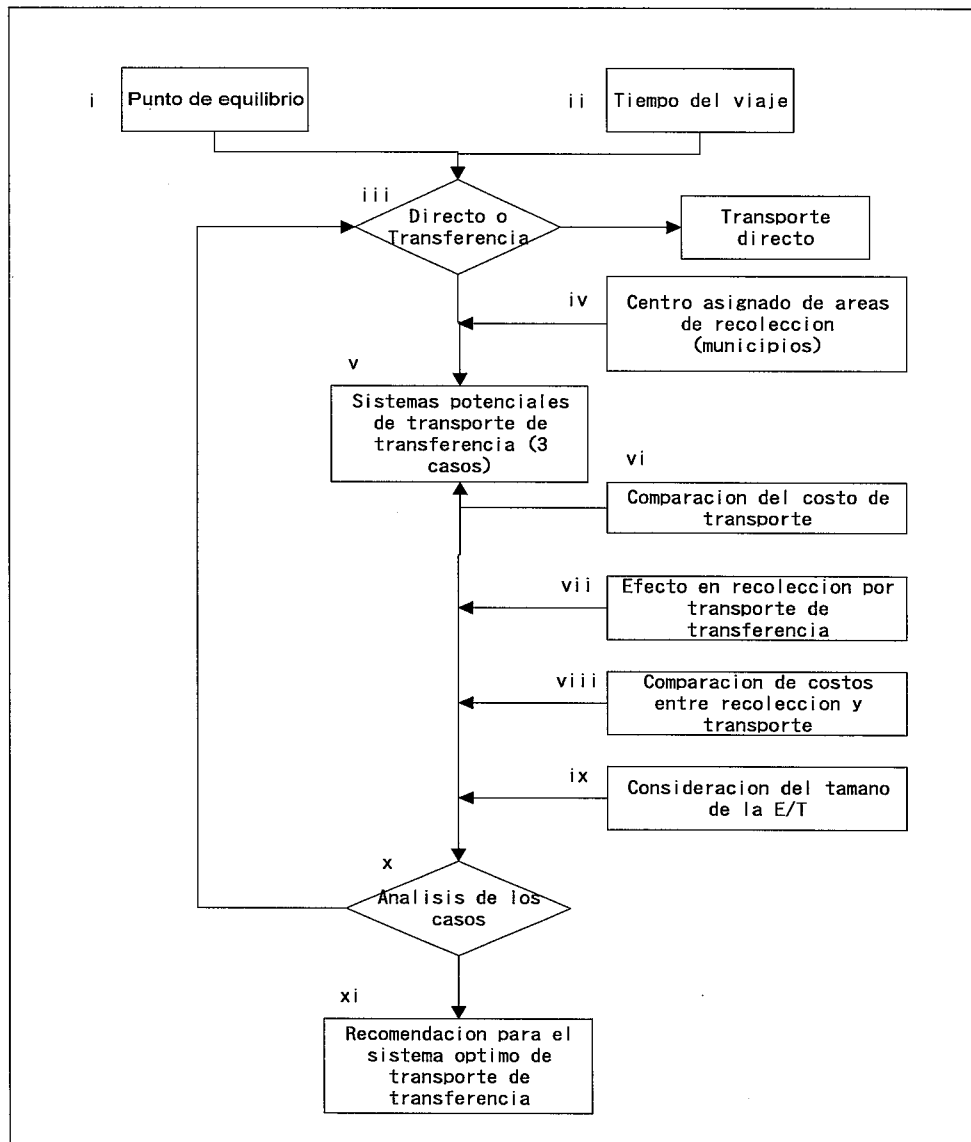 i
Punto de equilibrio
ii
Tiempo del viaje
iii
Directo o
Transferencia
Transporte
directo
iv
Centro asignado de areas
de recoleccion
(municipios)
v
Sistemas potenciales
de transporte de
transferencia (3
casos)
vi
Comparacion del costo de
transporte
vii
Efecto en recoleccion por
transporte de
transferencia
viii
Comparacion de costos
entre recoleccion y
transporte
ix
Consideracion del tamano
de la E/T
x
Analisis de los
casos
xi
Recomendacion para el
sistema optimo de
transporte de
transferencia